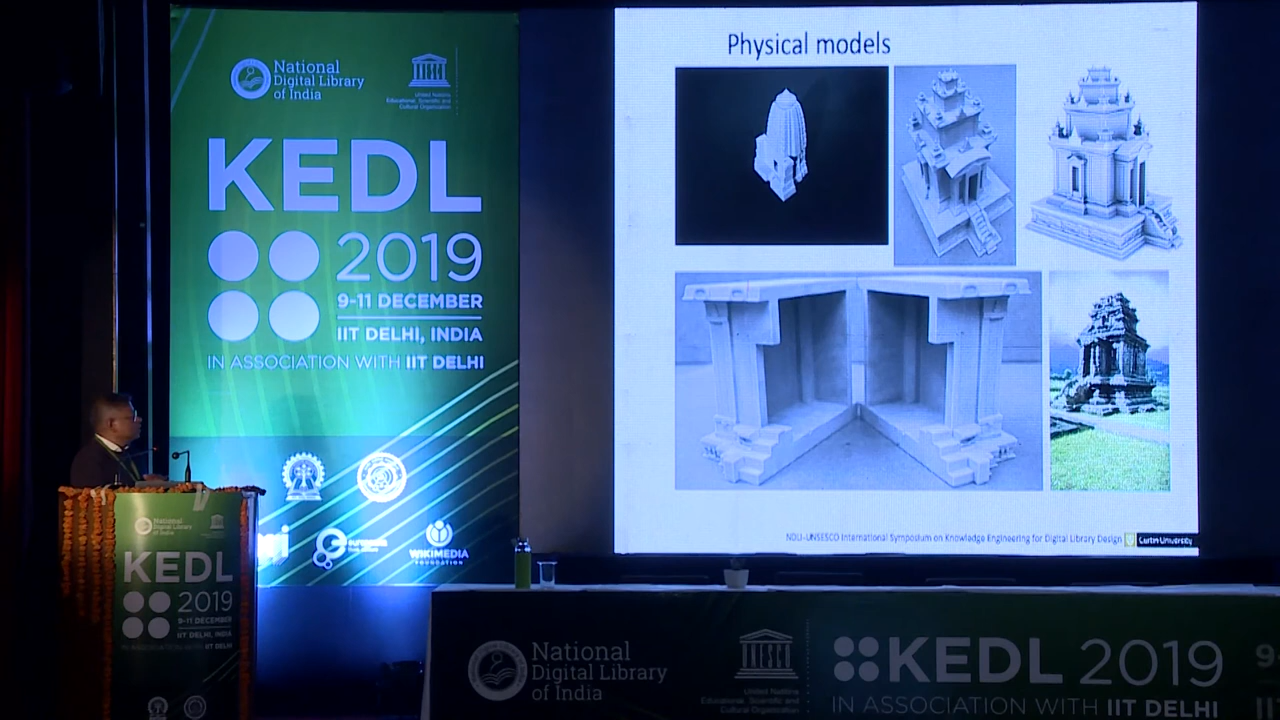 National
Digital Library
of India
United Nations
Educational, Scientific and
Cultural Organization
KEDL
2019
9-11 DECEMBER
IIT DELHI, INDIA
IN ASSOCIATION WITH IIT DELHI
WIKIMEDIA
FOUNDATION
Physical models
NDLI-UNSESCO International Symposium on Knowledge Engineering for Digital Library Design
Curtin University
National
Digital Library
of India
KEDL
2019
9-11 DECEMBER
IIT DELHI, INDIA
IN ASSOCIATION WITH IIT DELHI
National
Digital Library
of India
UNESCO
United Nations
Educational, Scientific and
Cultural Organization
KEDL 2019
IN ASSOCIATION WITH IIT DELHI
9-